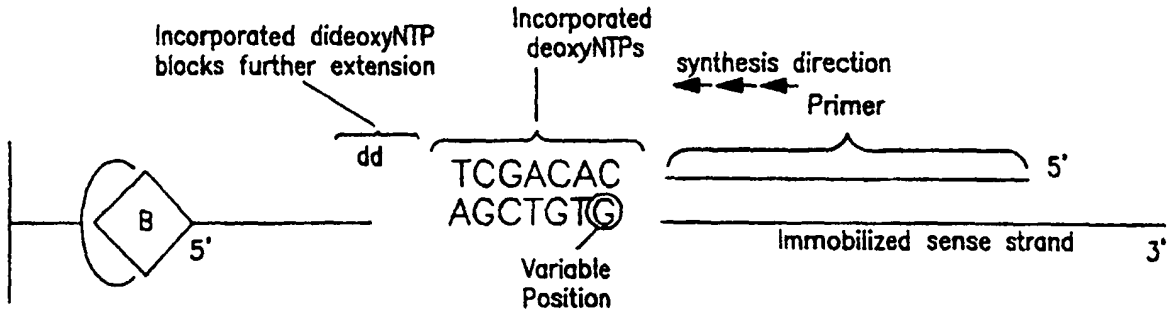 Incorporated dideoxyNTP
blocks further extension
Incorporated
deoxyNTPs
synthesis direction
Primer
dd
TCGACAC
5'
AGCTGTG
B
5'
Immobilized sense strand
3'
Variable
Position